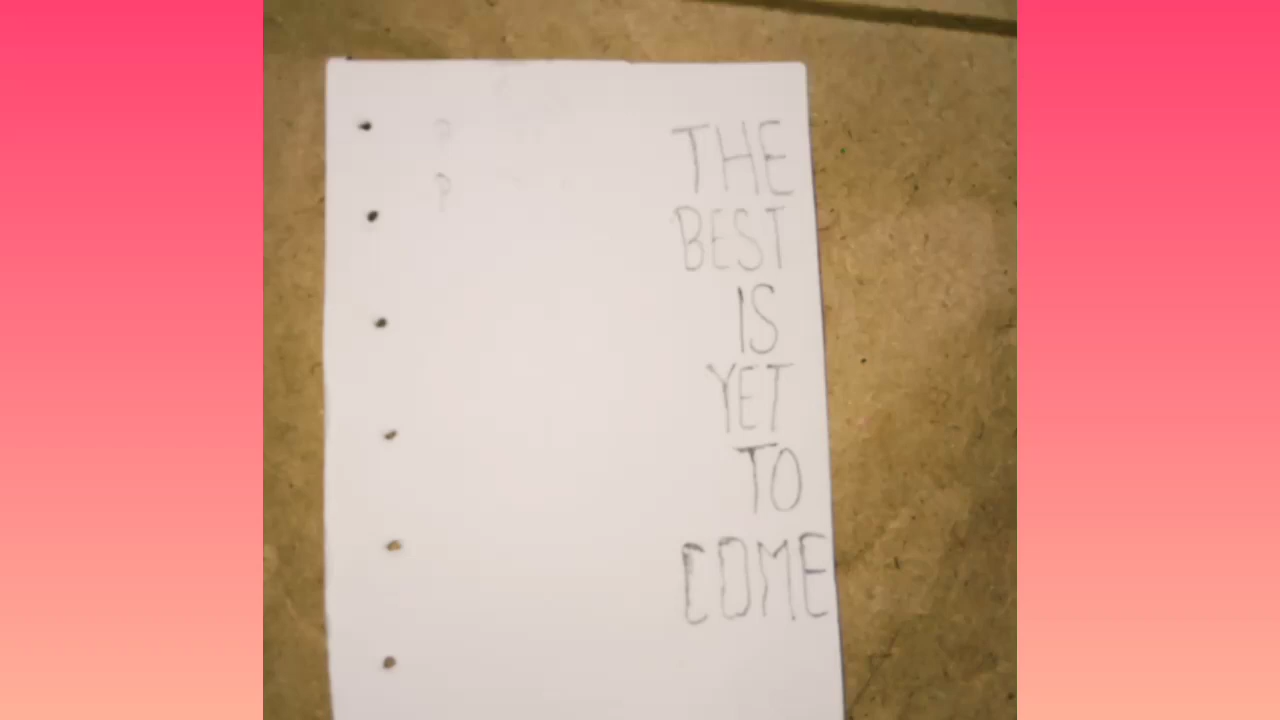 THE
BEST
IS
YET
TO
COME